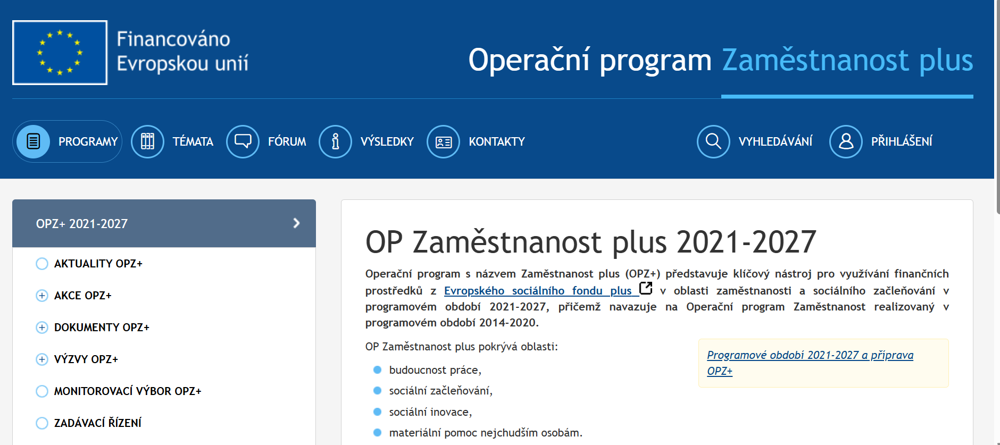 Financováno
Evropskou unií
Operační program Zaměstnanost plus
PROGRAMY
TÉMATA
FÓRUM
VÝSLEDKY
KONTAKTY
VYHLEDÁVÁNÍ
PŘIHLÁŠENÍ
OPZ+ 2021-2027
AKTUALITY OPZ+
AKCE OPZ+
DOKUMENTY OPZ+
VÝZVY OPZ+
MONITOROVACÍ VÝBOR OPZ+
ZADÁVACÍ ŘÍZENÍ
OP Zaměstnanost plus 2021-2027
Operační program s názvem Zaměstnanost plus (OPZ+) představuje klíčový nástroj pro využívání finančních
prostředků z Evropského sociálního fondu plus v oblasti zaměstnanosti a sociálního začleňování v
programovém období 2021-2027, přičemž navazuje na Operační program Zaměstnanost realizovaný v
programovém období 2014-2020.
OP Zaměstnanost plus pokrývá oblasti:
budoucnost práce,
sociální začleňování,
sociální inovace,
materiální pomoc nejchudším osobám.
Programové období 2021-2027 a příprava
OPZ+